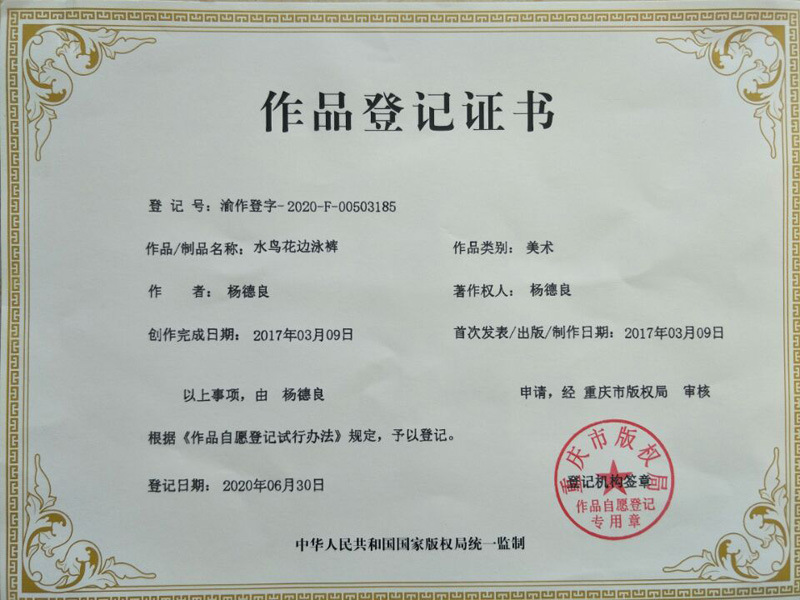 作品登记证书
登 记 号：渝作登字-2020-F-00503185
作品/制品名称：水鸟花边泳裤 作品类别：美术
作 者：杨德良 著作权人：杨德良
创作完成日期：2017年03月09日 首次发表/出版/制作日期：2017年03月09日
以上事项，由 杨德良 申请，经 重庆市版权局 审核
根据《作品自愿登记试行办法》规定，予以登记。
登记日期：2020年06月30日
重庆市版权局
登记机构签章
作品自愿登记
专用章
中华人民共和国国家版权局统一监制